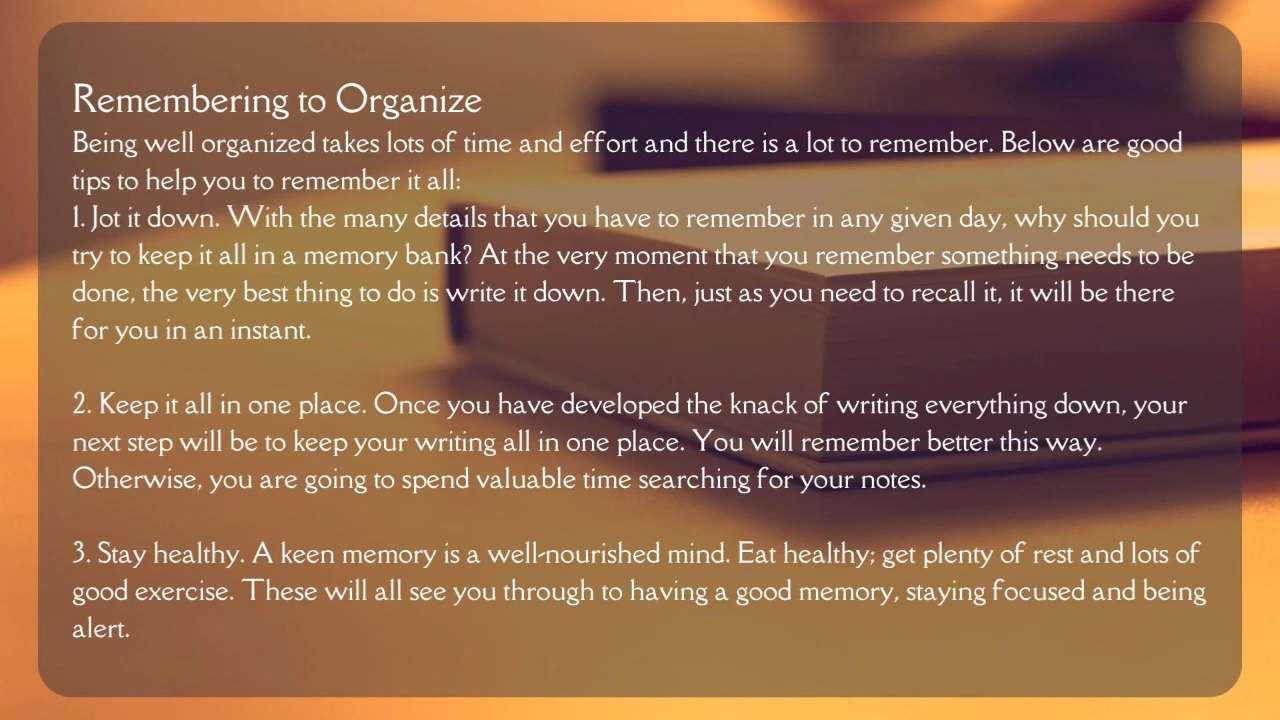 Remembering to Organize
Being well organized takes lots of time and effort and there is a lot to remember. Below are good
tips to help you to remember it all:
1. Jot it down. With the many details that you have to remember in any given day, why should you
try to keep it all in a memory bank? At the very moment that you remember something needs to be
done, the very best thing to do is write it down. Then, just as you need to recall it, it will be there
for you in an instant.
2. Keep it all in one place. Once you have developed the knack of writing everything down, your
next step will be to keep your writing all in one place. You will remember better this way.
Otherwise, you are going to spend valuable time searching for your notes.
3. Stay healthy. A keen memory is a well-nourished mind. Eat healthy; get plenty of rest and lots of
good exercise. These will all see you through to having a good memory, staying focused and being
alert.